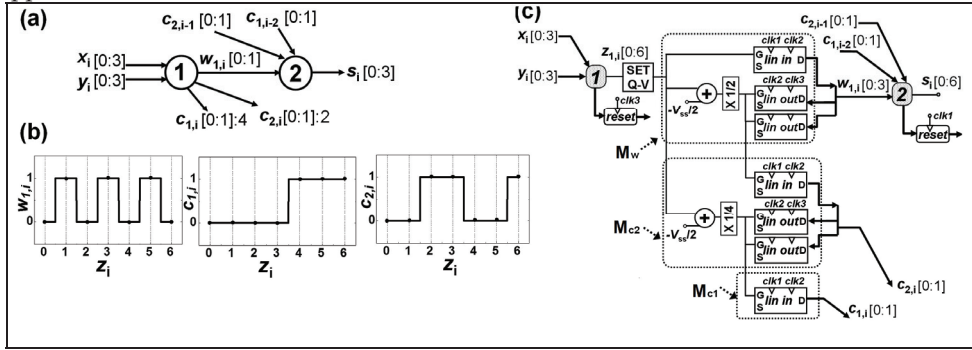 (a)
c2,i-1 [0:1]
c1,i-2 [0:1]
xi [0:3]
yi [0:3]
1
w1,i [0:1]
2
si [0:3]
c1,i [0:1]:4
c2,i [0:1]:2
(b)
w1,i
1
0
0 1 2 3 4 5 6
zi
c1,i
1
0
0 1 2 3 4 5 6
zi
c2,i
1
0
0 1 2 3 4 5 6
zi
(c)
xi [0:3]
yi [0:3]
1
z1,i [0:6]
SET
Q-V
clk3
reset
-Vss/2
+
X 1/2
clk1 clk2
G
S
lin in
D
clk2 clk3
G
S
lin out
D
G
S
lin out
D
Mw
w1,i [0:3]
c2,i-1 [0:1]
c1,i-2 [0:1]
2
si [0:6]
clk1
reset
Mc2
-Vss/2
+
X 1/4
clk1 clk2
G
S
lin in
D
clk2 clk3
G
S
lin out
D
G
S
lin out
D
c2,i [0:1]
Mc1
clk1 clk2
G
S
lin in
D
c1,i [0:1]